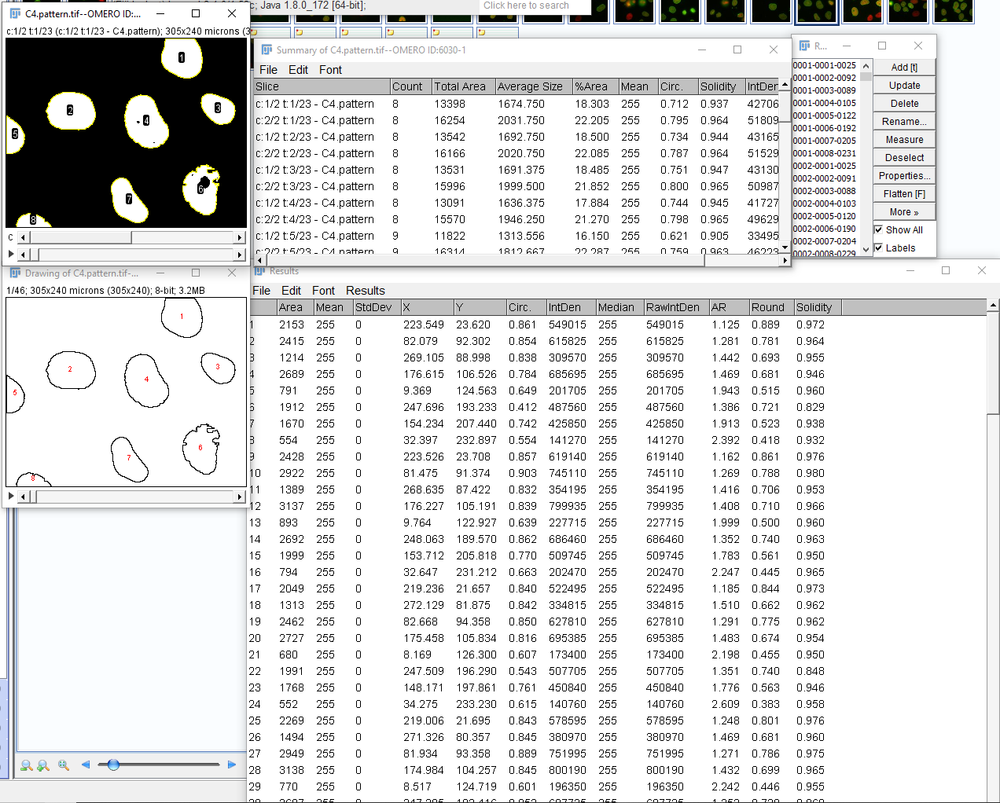 c; Java 1.8.0_172 [64-bit];
Click here to search
C4.pattern.tif--OMERO ID:...
c:1/2 t:1/23 (c:1/2 t:1/23 - C4.pattern); 305x240 microns (3
1
2
3
4
5
6
7
8
c
Summary of C4.pattern.tif--OMERO ID:6030-1
File Edit Font
Slice Count Total Area Average Size %Area Mean Circ. Solidity IntDen
c:1/2 t:1/23 - C4.pattern 8 13398 1674.750 18.303 255 0.712 0.937 42706
c:2/2 t:1/23 - C4.pattern 8 16254 2031.750 22.205 255 0.795 0.964 51809
c:1/2 t:2/23 - C4.pattern 8 13542 1692.750 18.500 255 0.734 0.944 43165
c:2/2 t:2/23 - C4.pattern 8 16166 2020.750 22.085 255 0.787 0.964 51529
c:1/2 t:3/23 - C4.pattern 8 13531 1691.375 18.485 255 0.751 0.947 43130
c:2/2 t:3/23 - C4.pattern 8 15996 1999.500 21.852 255 0.800 0.965 50987
c:1/2 t:4/23 - C4.pattern 8 13091 1636.375 17.884 255 0.744 0.945 41727
c:2/2 t:4/23 - C4.pattern 8 15570 1946.250 21.270 255 0.798 0.965 49629
c:1/2 t:5/23 - C4.pattern 9 11822 1313.556 16.150 255 0.621 0.905 33495
c:2/2 t:5/23 - C4.pattern 9 16314 1812.667 22.287 255 0.759 0.963 46223
R...
0001-0001-0025
0001-0002-0092
0001-0003-0089
0001-0004-0105
0001-0005-0122
0001-0006-0192
0001-0007-0205
0001-0008-0231
0002-0001-0025
0002-0002-0091
0002-0003-0088
0002-0004-0103
0002-0005-0120
0002-0006-0190
0002-0007-0204
0002-0008-0229
Add [t]
Update
Delete
Rename...
Measure
Deselect
Properties...
Flatten [F]
More »
Show All
Labels
Drawing of C4.pattern.tif-...
1/46; 305x240 microns (305x240); 8-bit; 3.2MB
1
2
3
4
5
6
7
8
Results
File Edit Font Results
Area Mean StdDev X Y Circ. IntDen Median RawIntDen AR Round Solidity
1 2153 255 0 223.549 23.620 0.861 549015 255 549015 1.125 0.889 0.972
2 2415 255 0 82.079 92.302 0.854 615825 255 615825 1.281 0.781 0.964
3 1214 255 0 269.105 88.998 0.838 309570 255 309570 1.442 0.693 0.955
4 2689 255 0 176.615 106.526 0.784 685695 255 685695 1.469 0.681 0.946
5 791 255 0 9.369 124.563 0.649 201705 255 201705 1.943 0.515 0.960
6 1912 255 0 247.696 193.233 0.412 487560 255 487560 1.386 0.721 0.829
7 1670 255 0 154.234 207.440 0.742 425850 255 425850 1.913 0.523 0.938
8 554 255 0 32.397 232.897 0.554 141270 255 141270 2.392 0.418 0.932
9 2428 255 0 223.526 23.708 0.857 619140 255 619140 1.162 0.861 0.976
10 2922 255 0 81.475 91.374 0.903 745110 255 745110 1.269 0.788 0.980
11 1389 255 0 268.635 87.422 0.832 354195 255 354195 1.416 0.706 0.953
12 3137 255 0 176.227 105.191 0.839 799935 255 799935 1.408 0.710 0.966
13 893 255 0 9.764 122.927 0.639 227715 255 227715 1.999 0.500 0.960
14 2692 255 0 248.063 189.570 0.862 686460 255 686460 1.352 0.740 0.963
15 1999 255 0 153.712 205.818 0.770 509745 255 509745 1.783 0.561 0.950
16 794 255 0 32.647 231.212 0.663 202470 255 202470 2.247 0.445 0.965
17 2049 255 0 219.236 21.657 0.840 522495 255 522495 1.185 0.844 0.973
18 1313 255 0 272.129 81.875 0.842 334815 255 334815 1.510 0.662 0.962
19 2462 255 0 82.668 94.358 0.850 627810 255 627810 1.291 0.775 0.962
20 2727 255 0 175.458 105.834 0.816 695385 255 695385 1.483 0.674 0.954
21 680 255 0 8.169 126.300 0.607 173400 255 173400 2.198 0.455 0.950
22 1991 255 0 247.509 196.290 0.543 507705 255 507705 1.351 0.740 0.848
23 1768 255 0 148.171 197.861 0.761 450840 255 450840 1.776 0.563 0.946
24 552 255 0 34.275 233.230 0.615 140760 255 140760 2.609 0.383 0.958
25 2269 255 0 219.006 21.695 0.843 578595 255 578595 1.248 0.801 0.976
26 1494 255 0 271.326 80.357 0.845 380970 255 380970 1.469 0.681 0.960
27 2949 255 0 81.934 93.358 0.889 751995 255 751995 1.271 0.786 0.975
28 3138 255 0 174.984 104.257 0.845 800190 255 800190 1.432 0.699 0.965
29 770 255 0 8.517 124.719 0.601 196350 255 196350 2.242 0.446 0.955